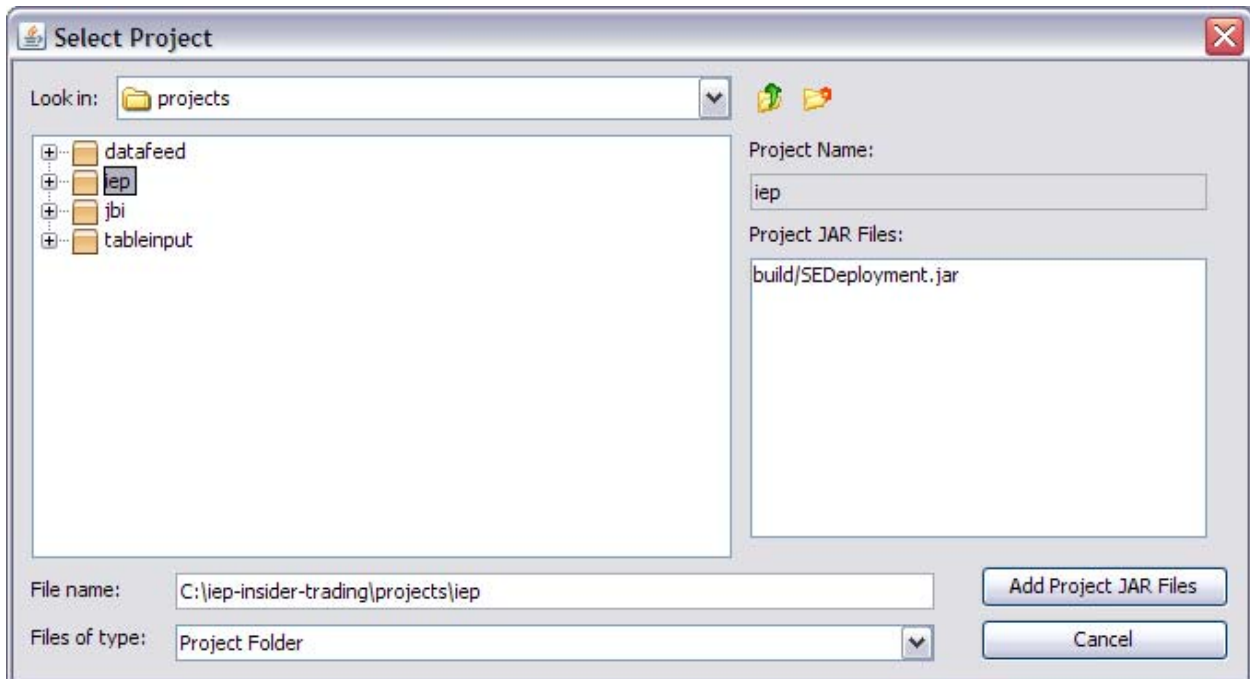 Select Project
Look in:
projects
datafeed
iep
jbi
tableinput
Project Name:
iep
Project JAR Files:
build/SEDeployment.jar
File name:
C:\iep-insider-trading\projects\iep
Add Project JAR Files
Files of type:
Project Folder
Cancel